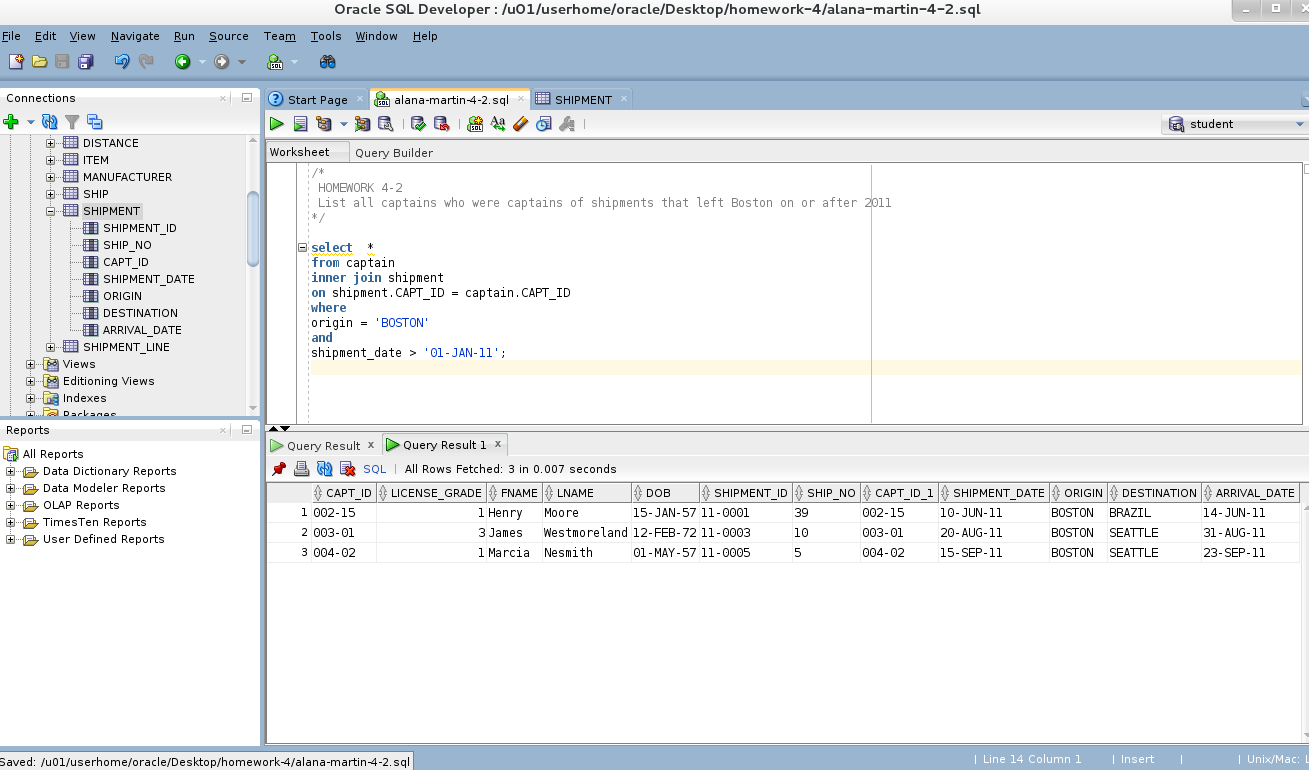 Oracle SQL Developer : /u01/userhome/oracle/Desktop/homework-4/alana-martin-4-2.sql
File Edit View Navigate Run Source Team Tools Window Help
Connections
DISTANCE
ITEM
MANUFACTURER
SHIP
SHIPMENT
SHIPMENT_ID
SHIP_NO
CAPT_ID
SHIPMENT_DATE
ORIGIN
DESTINATION
ARRIVAL_DATE
SHIPMENT_LINE
Views
Editioning Views
Indexes
Packages
Reports
All Reports
Data Dictionary Reports
Data Modeler Reports
OLAP Reports
TimesTen Reports
User Defined Reports
Start Page alana-martin-4-2.sql SHIPMENT
student
Worksheet Query Builder
/*
HOMEWORK 4-2
List all captains who were captains of shipments that left Boston on or after 2011
*/
select *
from captain
inner join shipment
on shipment.CAPT_ID = captain.CAPT_ID
where
origin = 'BOSTON'
and
shipment_date > '01-JAN-11';
Query Result x Query Result 1 x
SQL | All Rows Fetched: 3 in 0.007 seconds
CAPT_ID LICENSE_GRADE FNAME LNAME DOB SHIPMENT_ID SHIP_NO CAPT_ID_1 SHIPMENT_DATE ORIGIN DESTINATION ARRIVAL_DATE
1 002-15 1 Henry Moore 15-JAN-57 11-0001 39 002-15 10-JUN-11 BOSTON BRAZIL 14-JUN-11
2 003-01 3 James Westmoreland 12-FEB-72 11-0003 10 003-01 20-AUG-11 BOSTON SEATTLE 31-AUG-11
3 004-02 1 Marcia Nesmith 01-MAY-57 11-0005 5 004-02 15-SEP-11 BOSTON SEATTLE 23-SEP-11
Saved: /u01/userhome/oracle/Desktop/homework-4/alana-martin-4-2.sql
| Line 14 Column 1 | Insert | | Unix/Mac: L